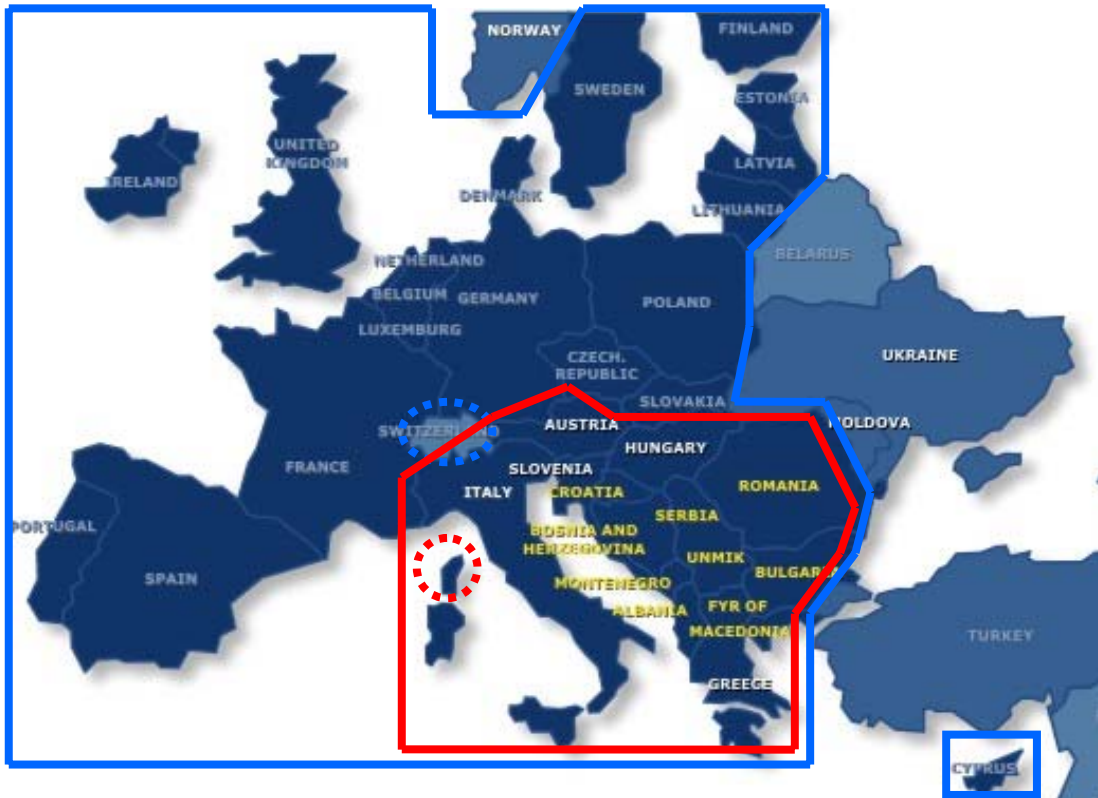 NORWAY
FINLAND
SWEDEN
ESTONIA
UNITED
KINGDOM
LATVIA
IRELAND
DENMARK
LITHUANIA
BELARUS
NETHERLAND
BELGIUM
GERMANY
POLAND
LUXEMBURG
UKRAINE
CZECH.
REPUBLIC
SLOVAKIA
SWITZERLAND
AUSTRIA
MOLDOVA
HUNGARY
FRANCE
SLOVENIA
ITALY
CROATIA
ROMANIA
SERBIA
PORTUGAL
BOSNIA AND
HERZEGOVINA
UNMIK
SPAIN
MONTENEGRO
BULGARIA
ALBANIA
FYR OF
MACEDONIA
TURKEY
GREECE
CYPRUS